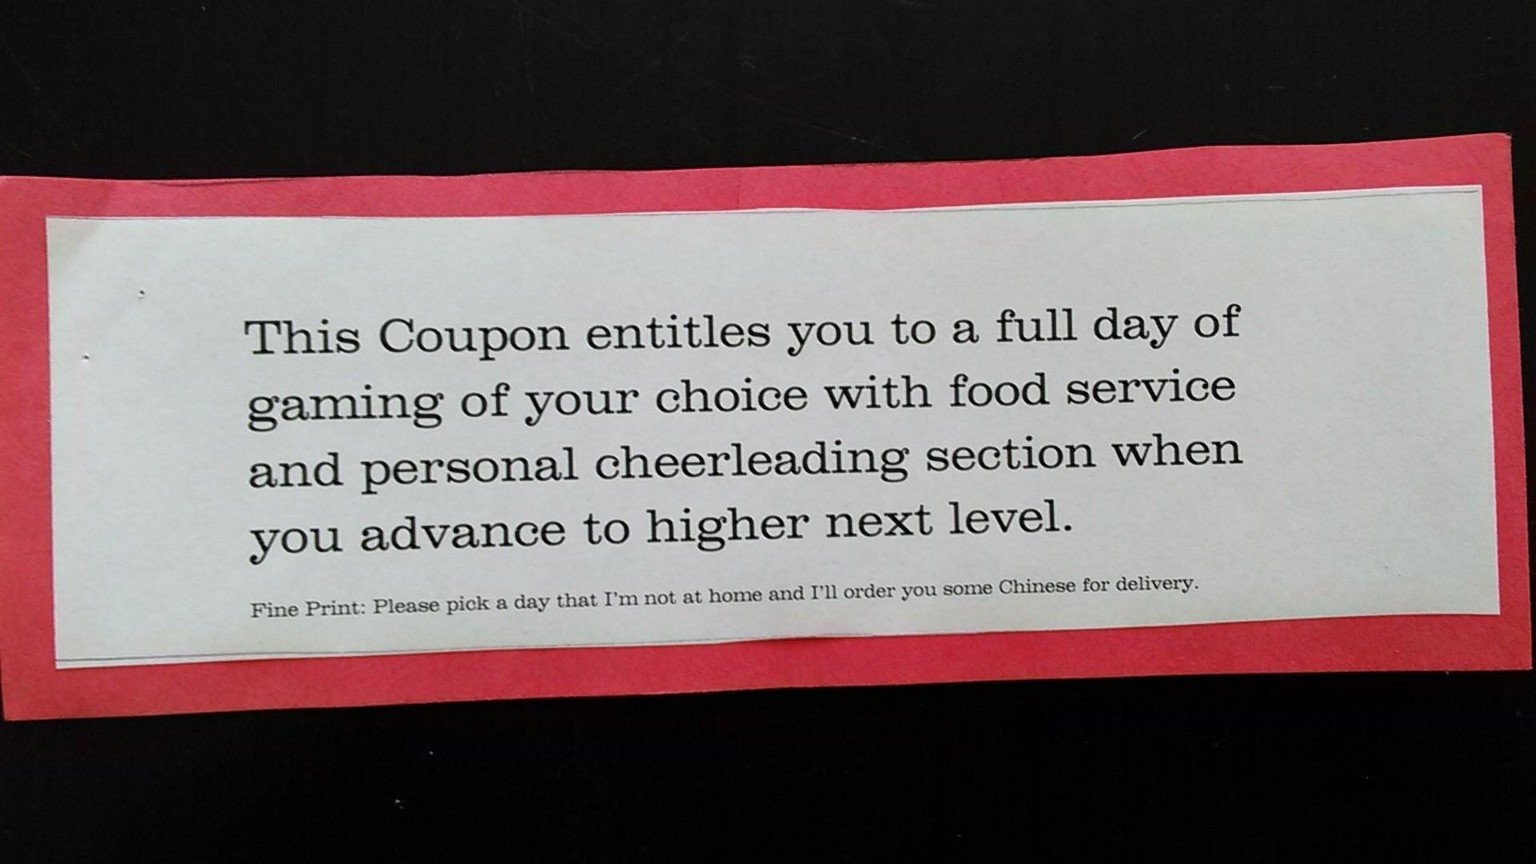 This Coupon entitles you to a full day of
gaming of your choice with food service
and personal cheerleading section when
you advance to higher next level.
Fine Print: Please pick a day that I'm not at home and I'll order you some Chinese for delivery.